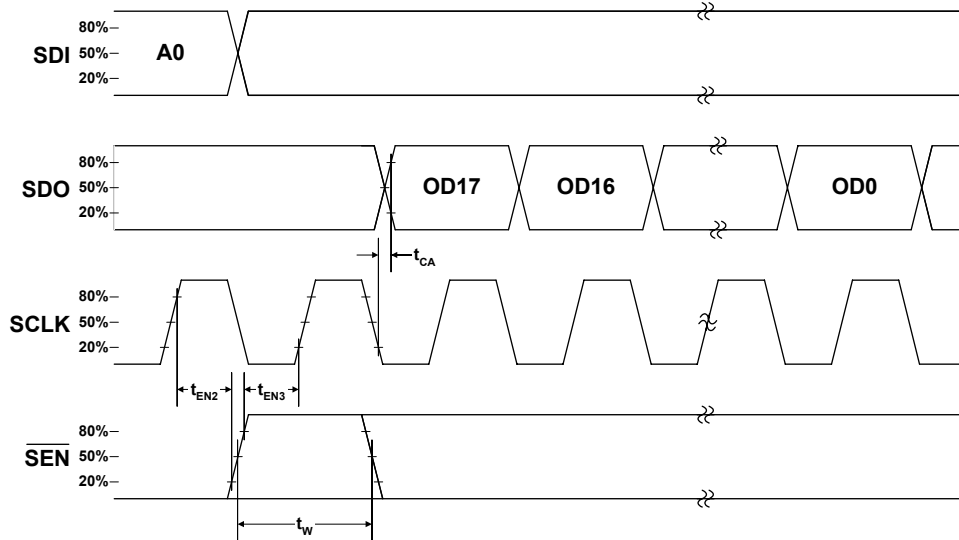 80%
SDI 50% A0
20%
80%
SDO 50% OD17 OD16 OD0
20%
tCA
80%
SCLK 50%
20%
tEN2 tEN3
80%
SEN 50%
20%
tW